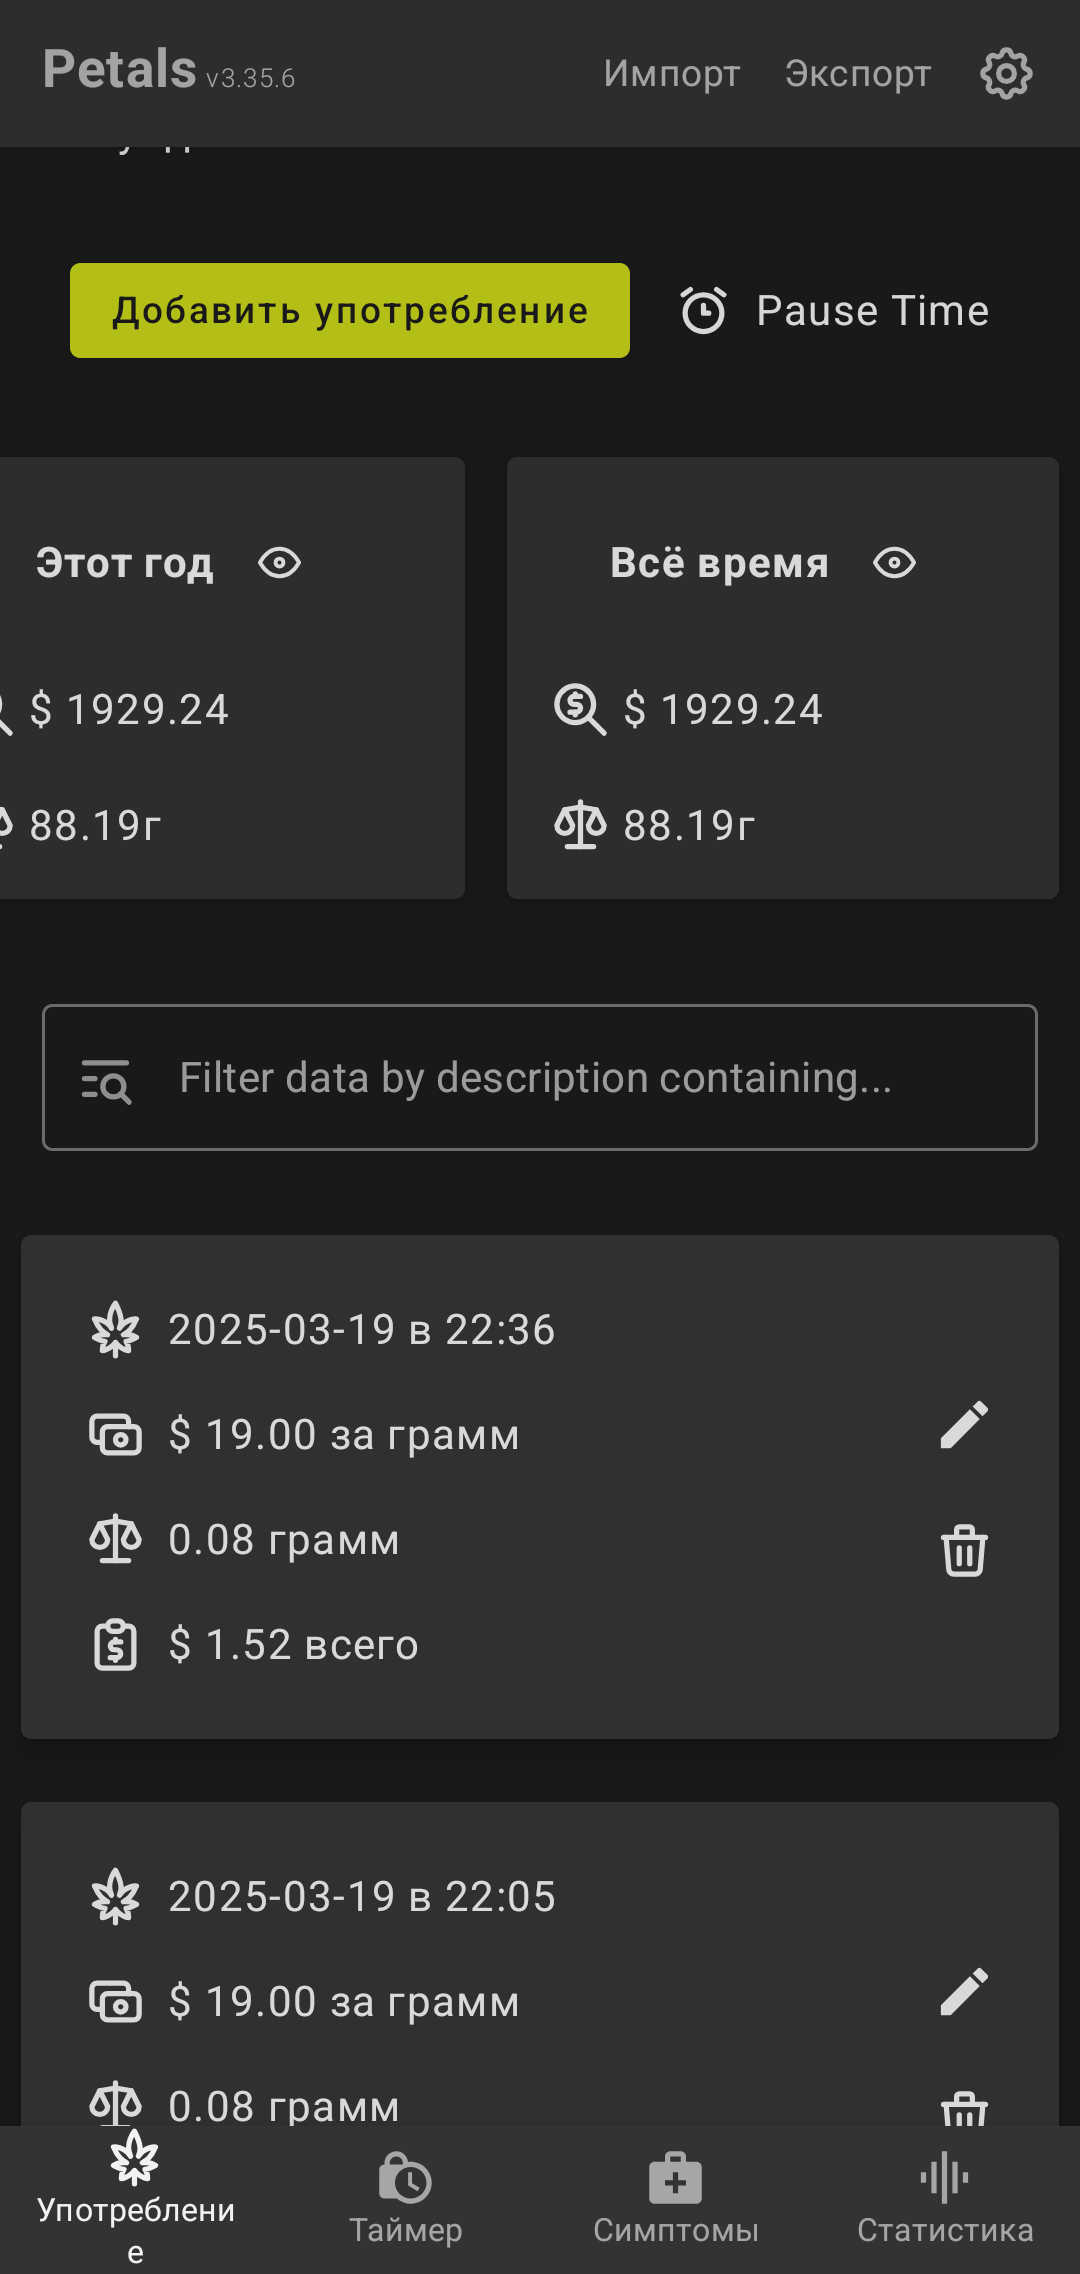 Petals v3.35.6
Импорт
Экспорт
Добавить употребление
Pause Time
Этот год
Всё время
$ 1929.24
$ 1929.24
88.19г
88.19г
Filter data by description containing...
2025-03-19 в 22:36
$ 19.00 за грамм
0.08 грамм
$ 1.52 всего
2025-03-19 в 22:05
$ 19.00 за грамм
0.08 грамм
Употреблени
е
Таймер
Симптомы
Статистика